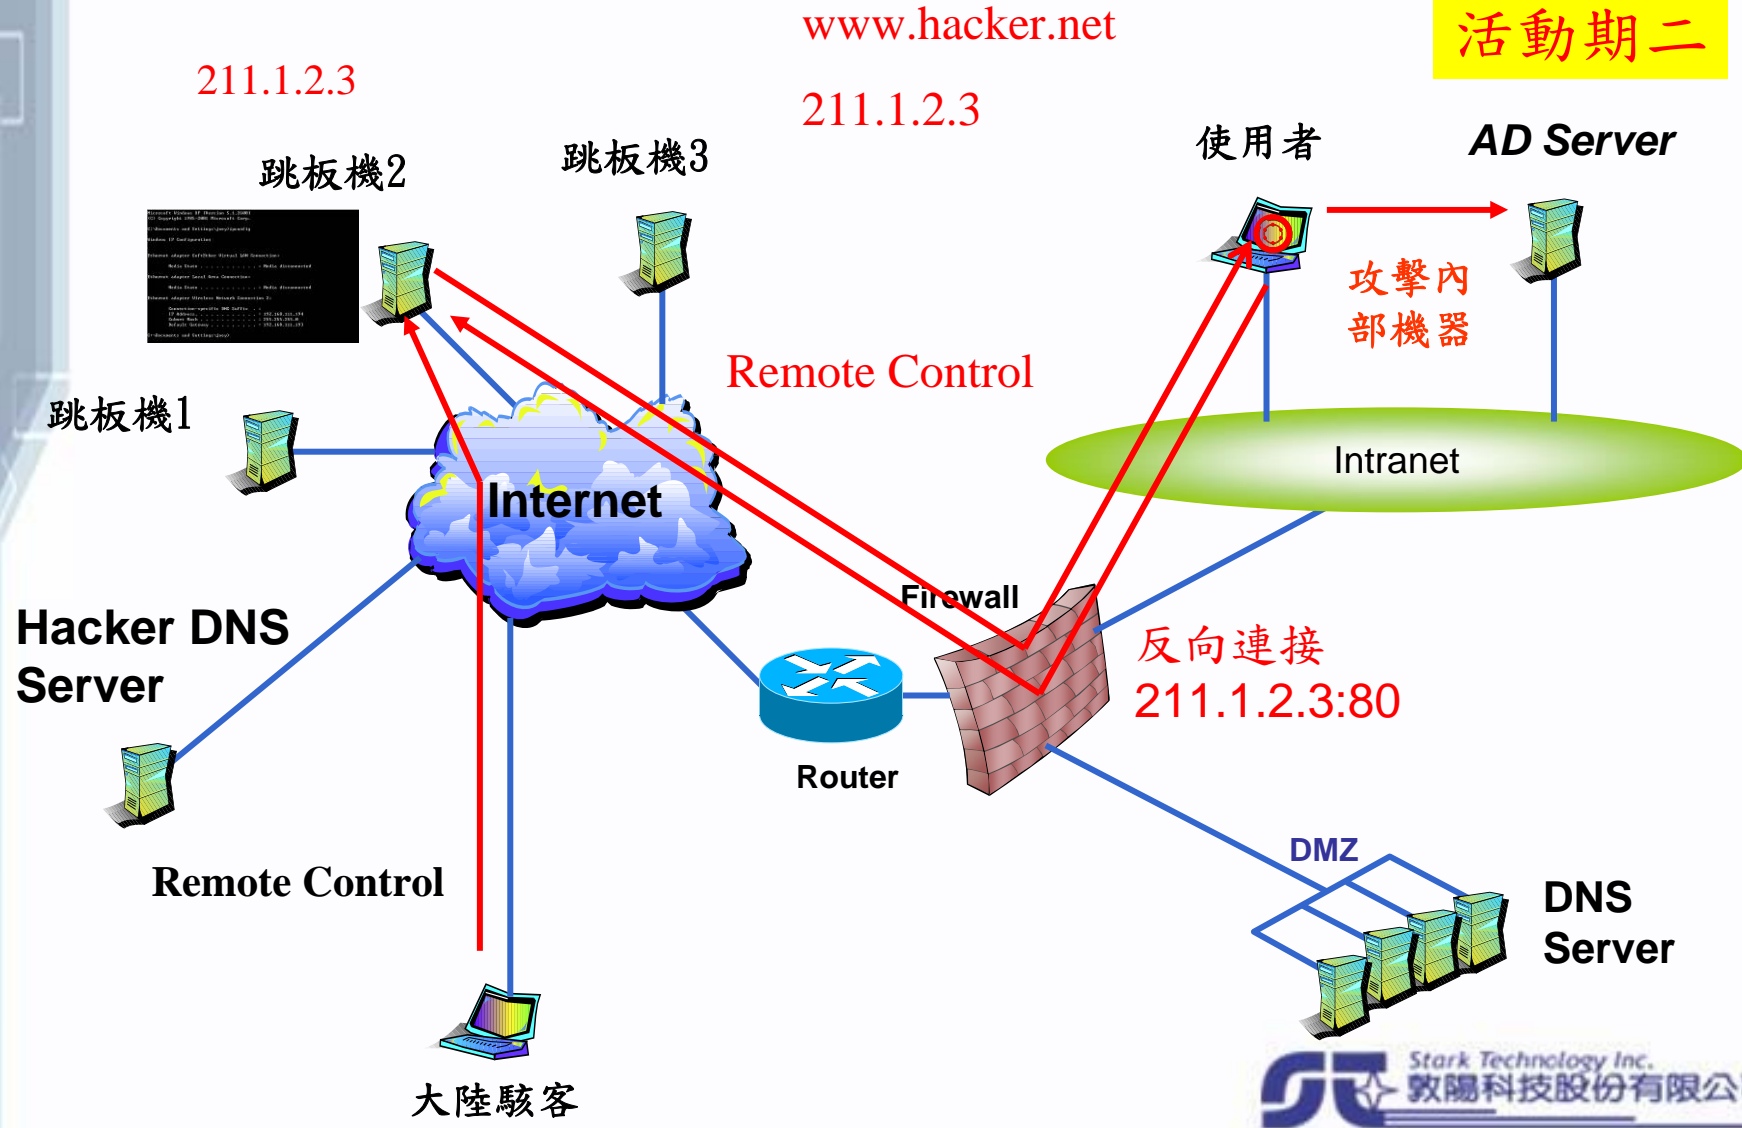 www.hacker.net
活動期二
211.1.2.3
211.1.2.3
跳板機2
跳板機3
使用者
AD Server
攻擊內
部機器
Remote Control
跳板機1
Intranet
Internet
Firewall
Hacker DNS
Server
反向連接
211.1.2.3:80
Router
DMZ
Remote Control
DNS
Server
大陸駭客
Stark Technology Inc.
敦陽科技股份有限公